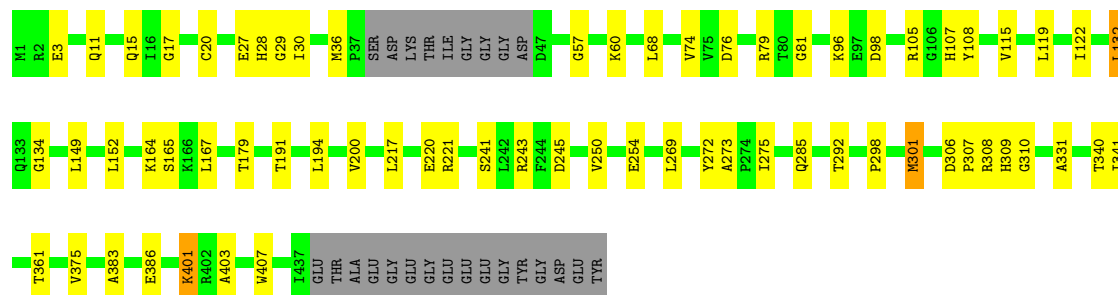 M1 R2 E3 Q11 Q15 I16 G17 C20 E27 H28 G29 I30 M36 P37 SER ASP LYS THR ILE GLY GLY GLY ASP D47 G57 K60 L68 V74 V75 D76 R79 T80 G81 K96 E97 D98 R105 G106 H107 Y108 V115 L119 I122 L132
Q133 G134 L149 L152 K164 S165 K166 L167 T179 T191 L194 V200 L217 E220 R221 S241 L242 R243 F244 D245 V250 E254 L269 Y272 A273 P274 I275 Q285 T292 P298 M301 D306 P307 R308 H309 G310 A331 T340 I341
T361 V375 A383 E386 K401 R402 A403 W407 I437 GLU THR ALA GLU GLY GLU GLY GLU GLU GLU GLY TYR GLY ASP GLU TYR